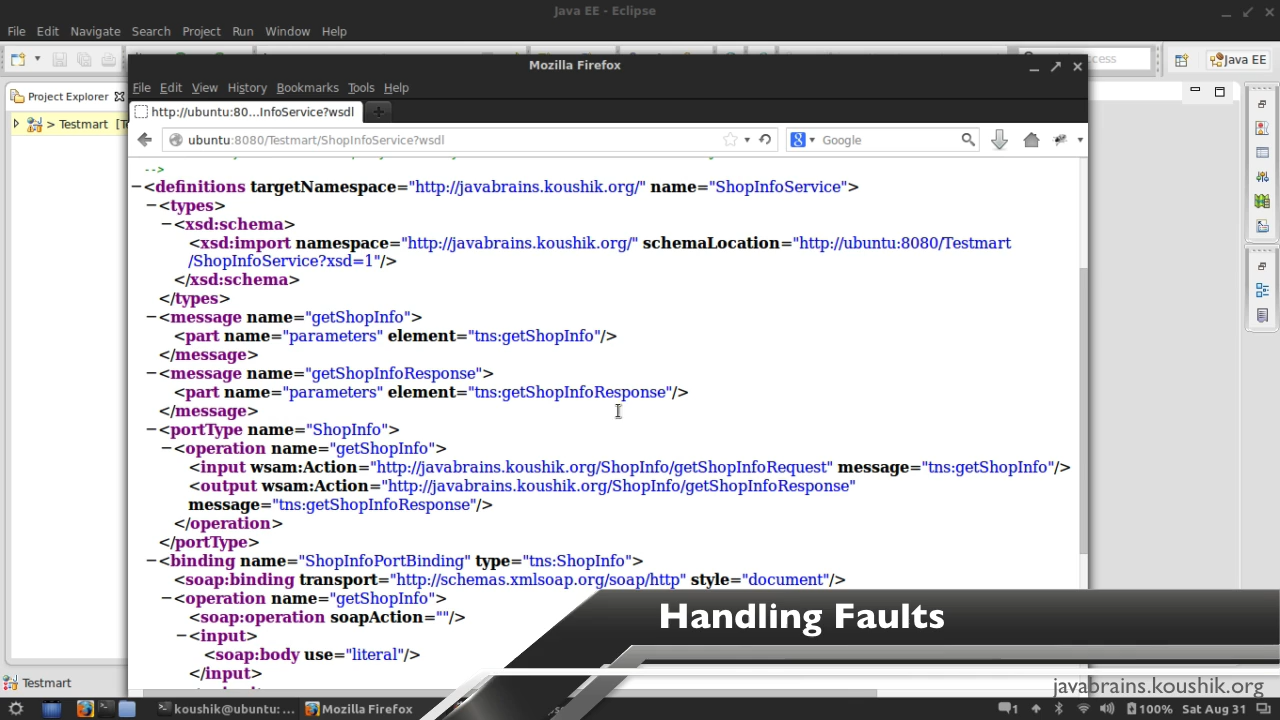 Java EE - Eclipse
File Edit Navigate Search Project Run Window Help
Mozilla Firefox
Java EE
File Edit View History Bookmarks Tools Help
Project Explorer
http://ubuntu:80...InfoService?wsdl
> Testmart
ubuntu:8080/Testmart/ShopInfoService?wsdl
Google
-->
−<definitions targetNamespace="http://javabrains.koushik.org/" name="ShopInfoService">
−<types>
−<xsd:schema>
<xsd:import namespace="http://javabrains.koushik.org/" schemaLocation="http://ubuntu:8080/Testmart
/ShopInfoService?xsd=1"/>
</xsd:schema>
</types>
−<message name="getShopInfo">
<part name="parameters" element="tns:getShopInfo"/>
</message>
−<message name="getShopInfoResponse">
<part name="parameters" element="tns:getShopInfoResponse"/>
</message>
−<portType name="ShopInfo">
−<operation name="getShopInfo">
<input wsam:Action="http://javabrains.koushik.org/ShopInfo/getShopInfoRequest" message="tns:getShopInfo"/>
<output wsam:Action="http://javabrains.koushik.org/ShopInfo/getShopInfoResponse"
message="tns:getShopInfoResponse"/>
</operation>
</portType>
−<binding name="ShopInfoPortBinding" type="tns:ShopInfo">
<soap:binding transport="http://schemas.xmlsoap.org/soap/http" style="document"/>
−<operation name="getShopInfo">
<soap:operation soapAction=""/>
−<input>
<soap:body use="literal"/>
</input>
Handling Faults
Testmart
javabrains.koushik.org
koushik@ubuntu: ...
Mozilla Firefox
1
100%
Sat Aug 31